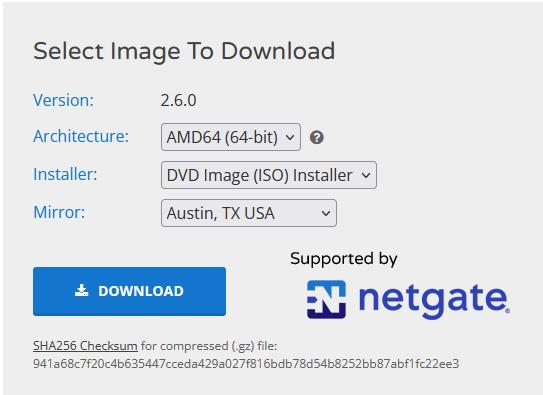 Select Image To Download
Version: 2.6.0
Architecture: AMD64 (64-bit) ?
Installer: DVD Image (ISO) Installer
Mirror: Austin, TX USA
Supported by
DOWNLOAD
N netgate®
SHA256 Checksum for compressed (.gz) file:
941a68c7f20c4b635447cceda429a027f816bdb78d54b8252bb87abf1fc22ee3